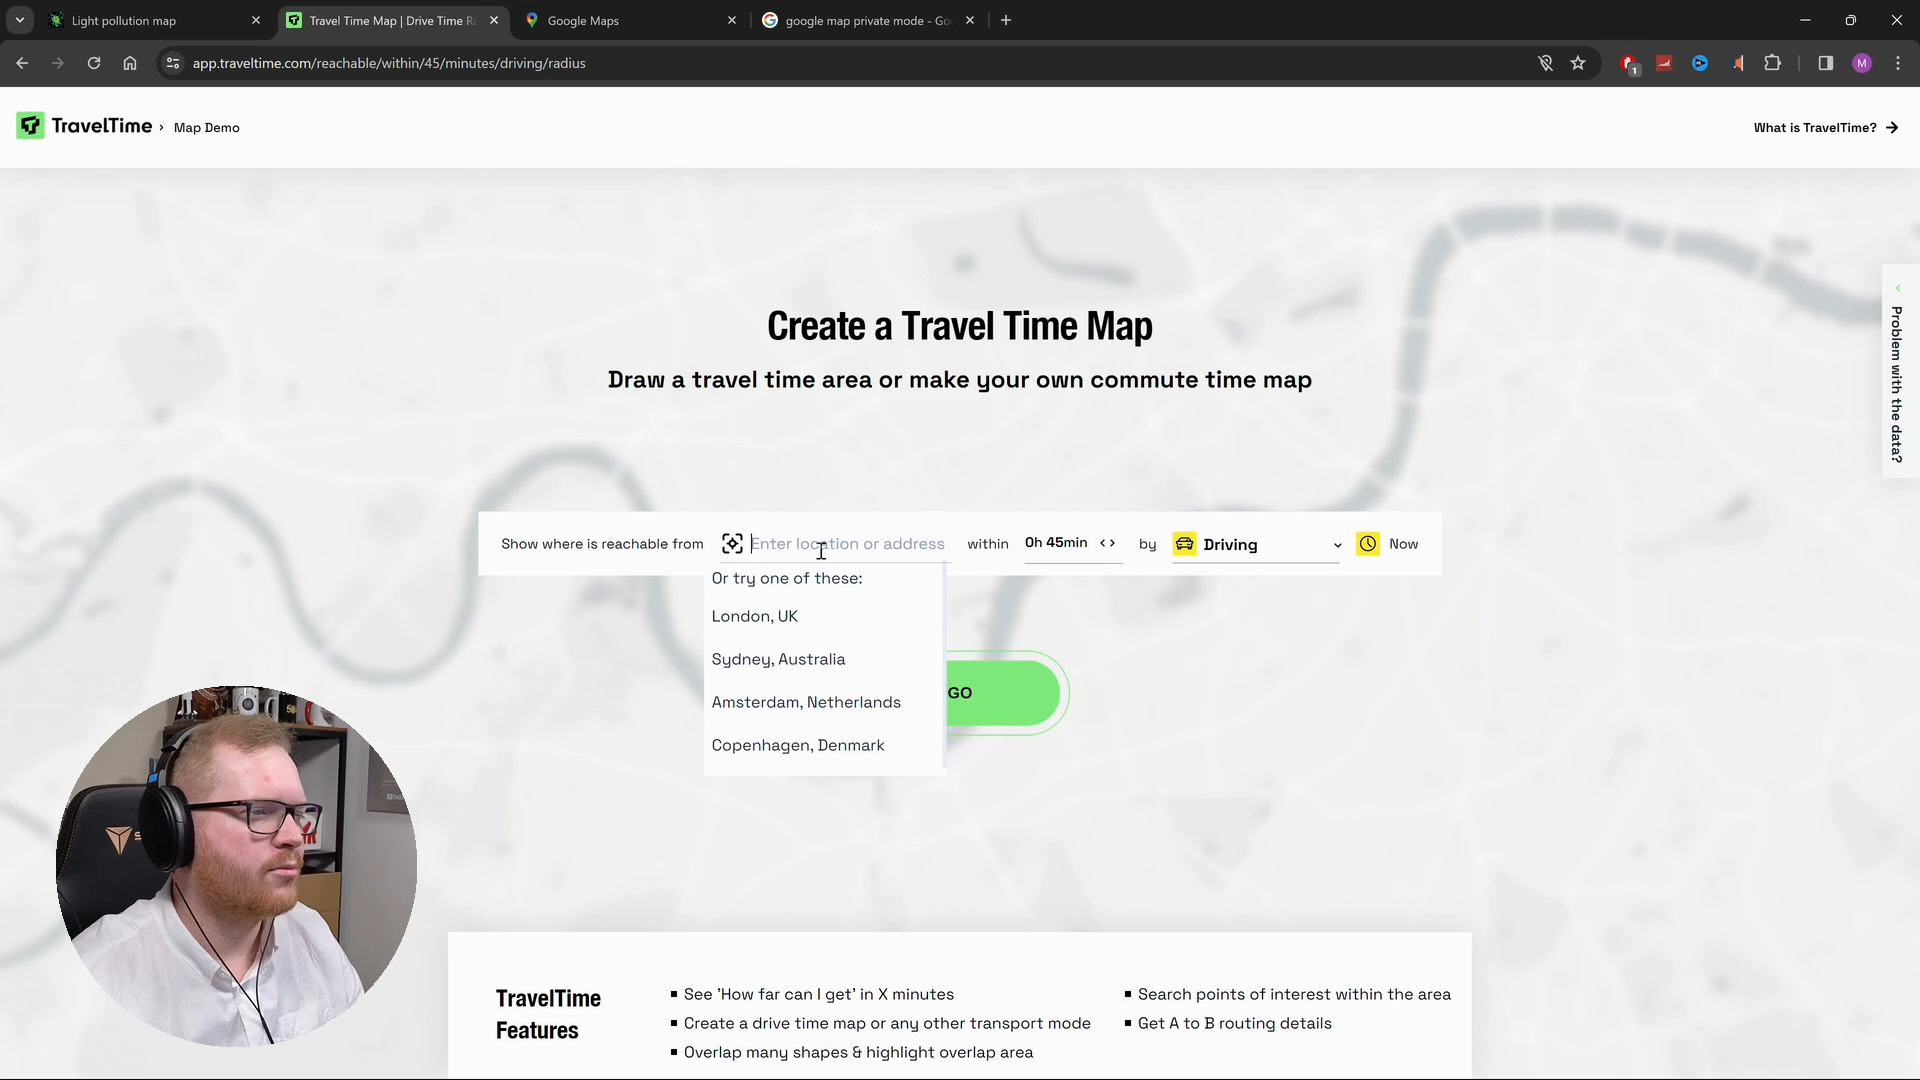 Light pollution map
Travel Time Map | Drive Time Ra
Google Maps
google map private mode - Go
app.traveltime.com/reachable/within/45/minutes/driving/radius
1
M
TravelTime
Map Demo
What is TravelTime?
Problem with the data?
Create a Travel Time Map
Draw a travel time area or make your own commute time map
Show where is reachable from
Enter location or address
within
0h 45min
by
Driving
Now
Or try one of these:
London, UK
Sydney, Australia
Amsterdam, Netherlands
Copenhagen, Denmark
GO
TravelTime
Features
See 'How far can I get' in X minutes
Create a drive time map or any other transport mode
Overlap many shapes & highlight overlap area
Search points of interest within the area
Get A to B routing details